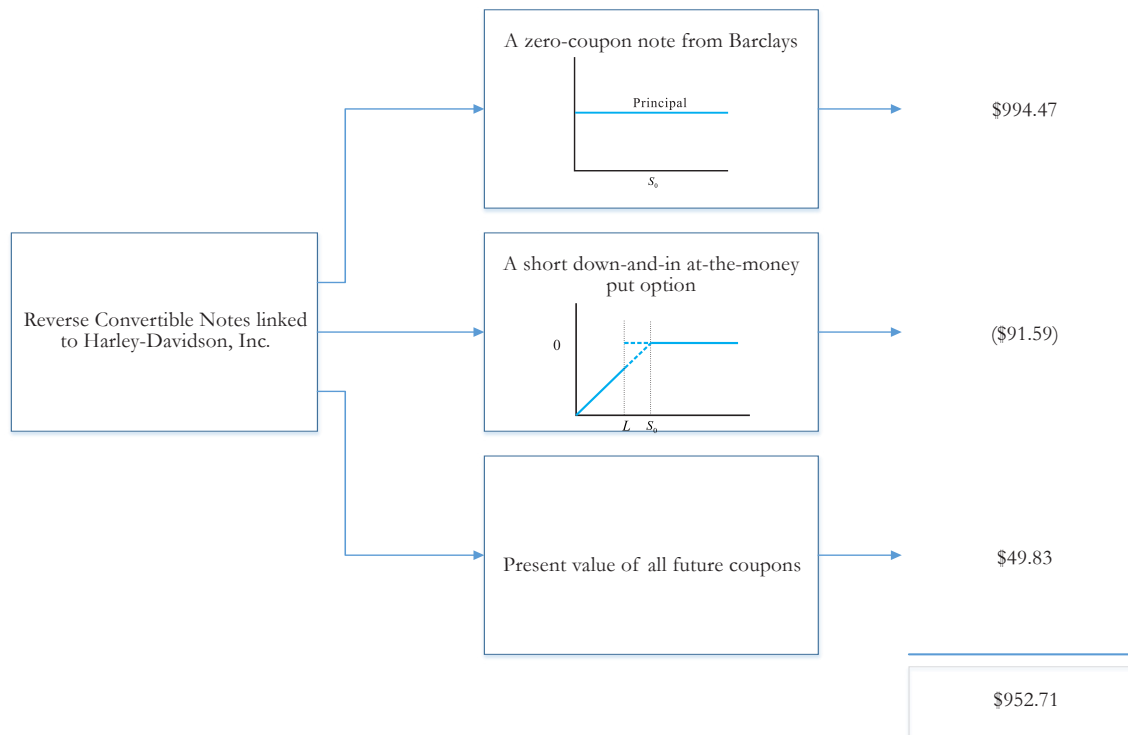 A zero-coupon note from Barclays
Principal
S₀
$994.47
Reverse Convertible Notes linked
to Harley-Davidson, Inc.
A short down-and-in at-the-money
put option
0
L S₀
($91.59)
Present value of all future coupons
$49.83
$952.71